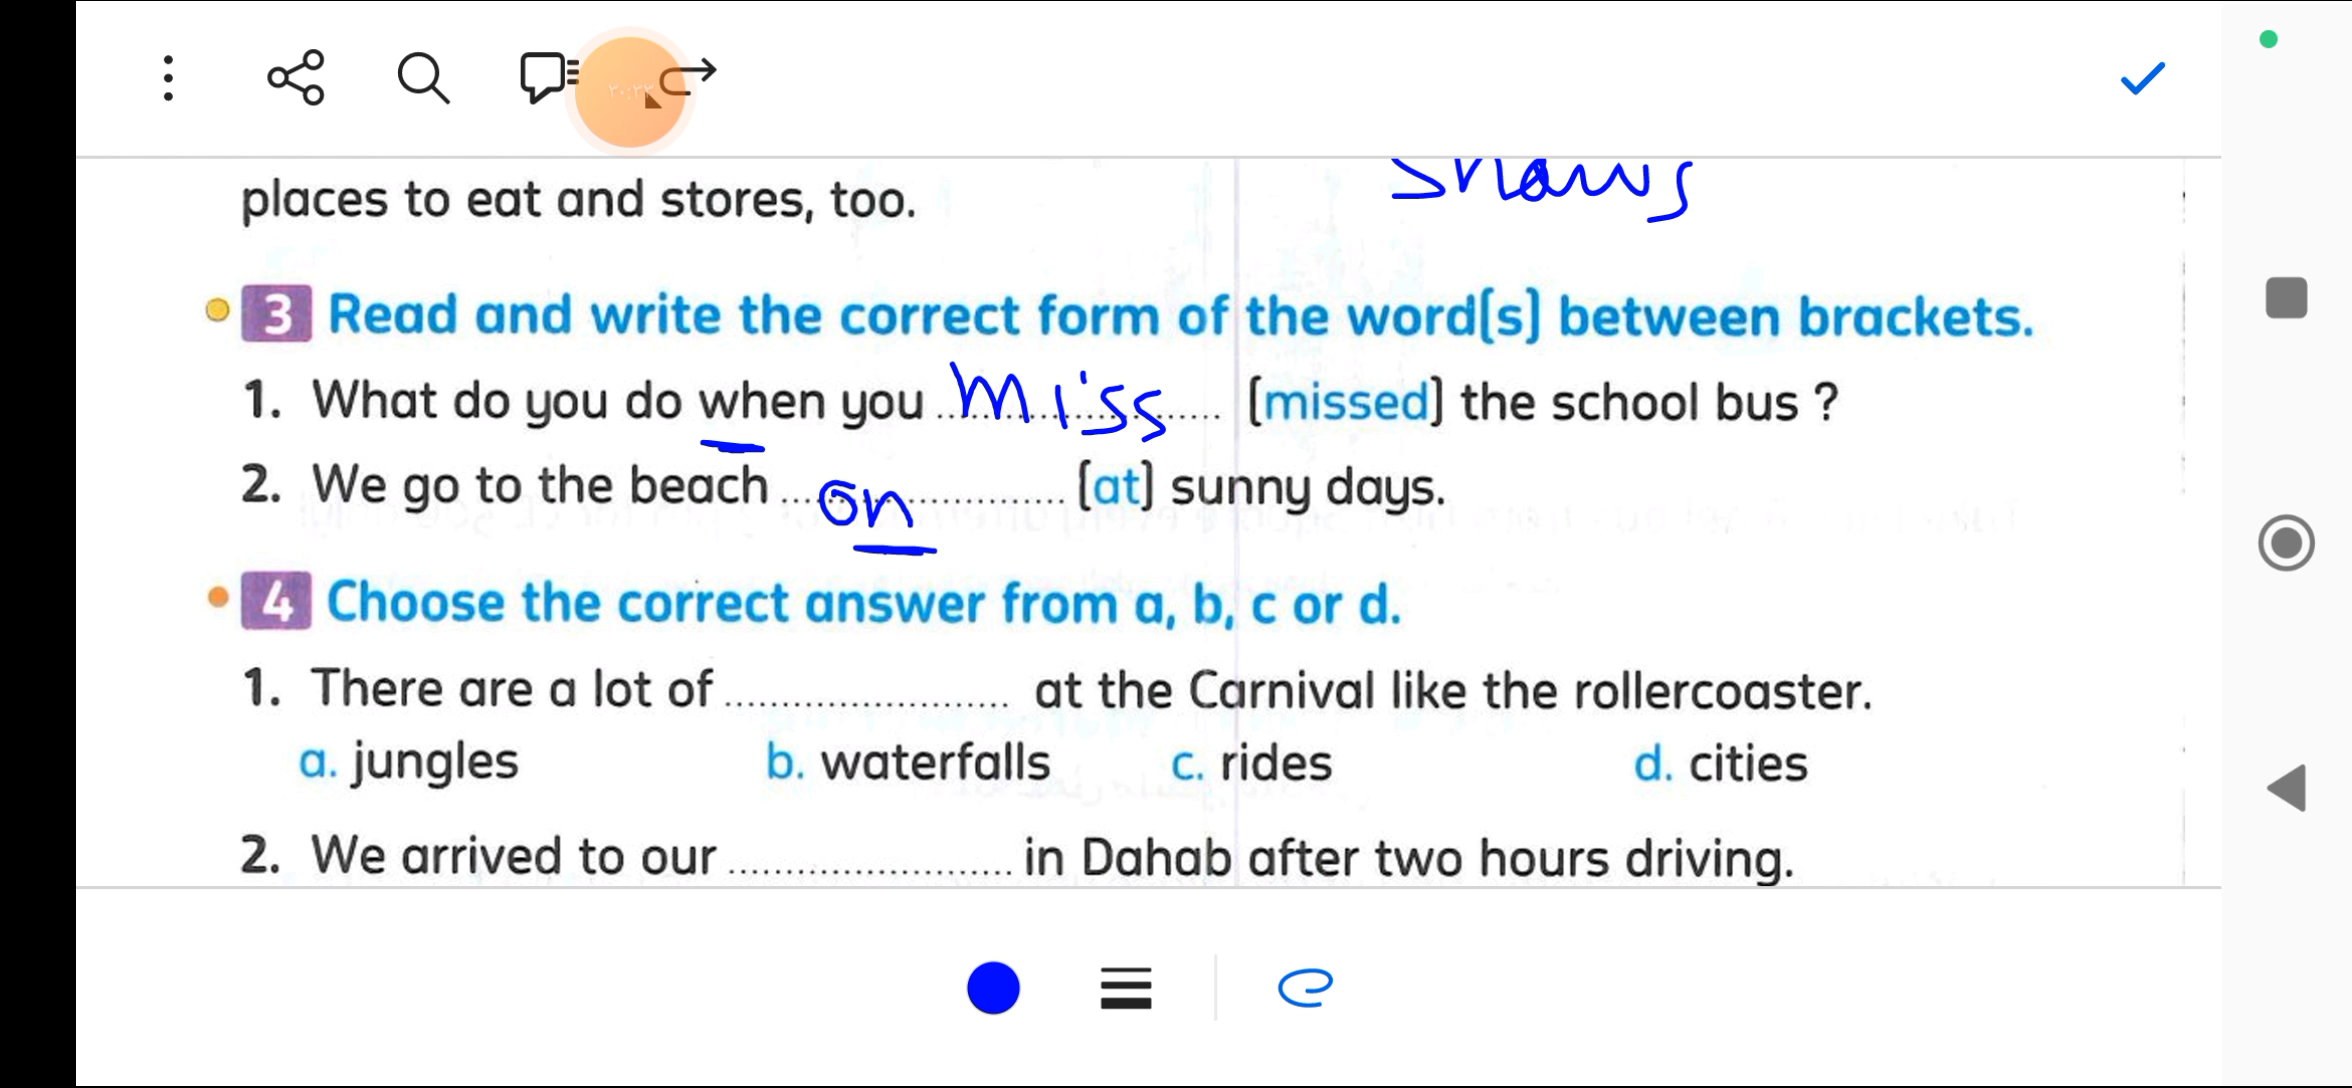 ٢٠:٢٢
shows
places to eat and stores, too.
3 Read and write the correct form of the word(s) between brackets.
1. What do you do when you miss (missed) the school bus ?
2. We go to the beach on (at) sunny days.
4 Choose the correct answer from a, b, c or d.
1. There are a lot of ........................ at the Carnival like the rollercoaster.
a. jungles b. waterfalls c. rides d. cities
2. We arrived to our ........................ in Dahab after two hours driving.